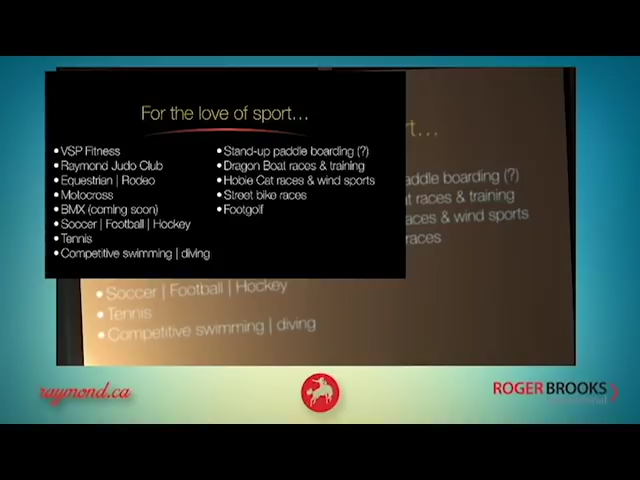 For the love of sport...
• VSP Fitness
• Raymond Judo Club
• Equestrian | Rodeo
• Motocross
• BMX (coming soon)
• Soccer | Football | Hockey
• Tennis
• Competitive swimming | diving
• Stand-up paddle boarding (?)
• Dragon Boat races & training
• Hobie Cat races & wind sports
• Street bike races
• Footgolf
rt...
addle boarding (?)
t races & training
aces & wind sports
races
• Soccer | Football | Hockey
• Tennis
• Competitive swimming | diving
raymond.ca
ROGER BROOKS